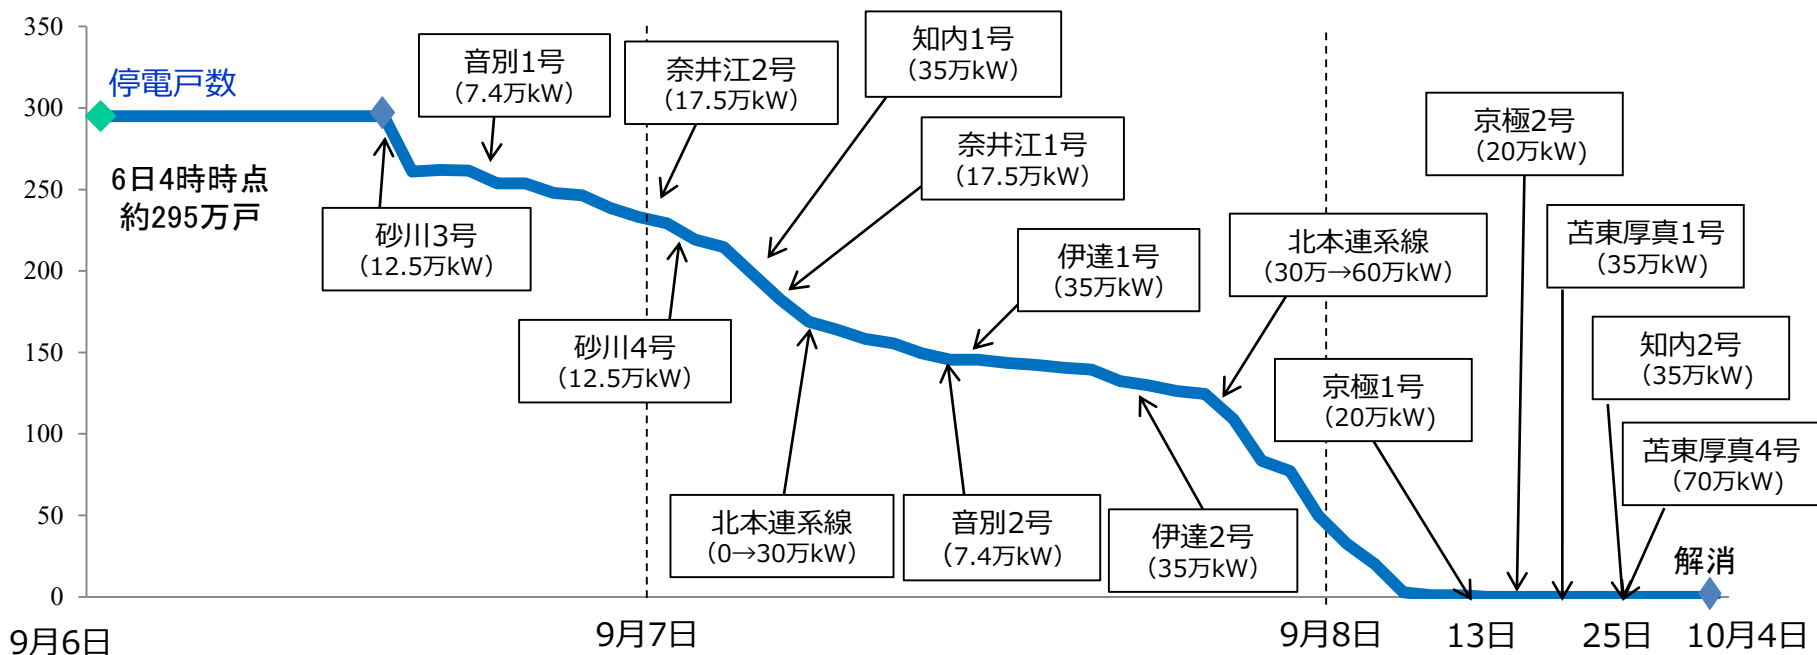 350
300
250
200
150
100
50
0
停電戸数
6日4時時点
約295万戸
砂川3号
（12.5万kW）
音別1号
（7.4万kW）
奈井江2号
（17.5万kW）
砂川4号
（12.5万kW）
知内1号
（35万kW）
奈井江1号
（17.5万kW）
北本連系線
（0→30万kW）
音別2号
（7.4万kW）
伊達1号
（35万kW）
伊達2号
（35万kW）
北本連系線
（30万→60万kW）
京極1号
（20万kW）
京極2号
（20万kW）
苫東厚真1号
（35万kW）
知内2号
（35万kW）
苫東厚真4号
（70万kW）
解消
9月6日
9月7日
9月8日
13日
25日
10月4日